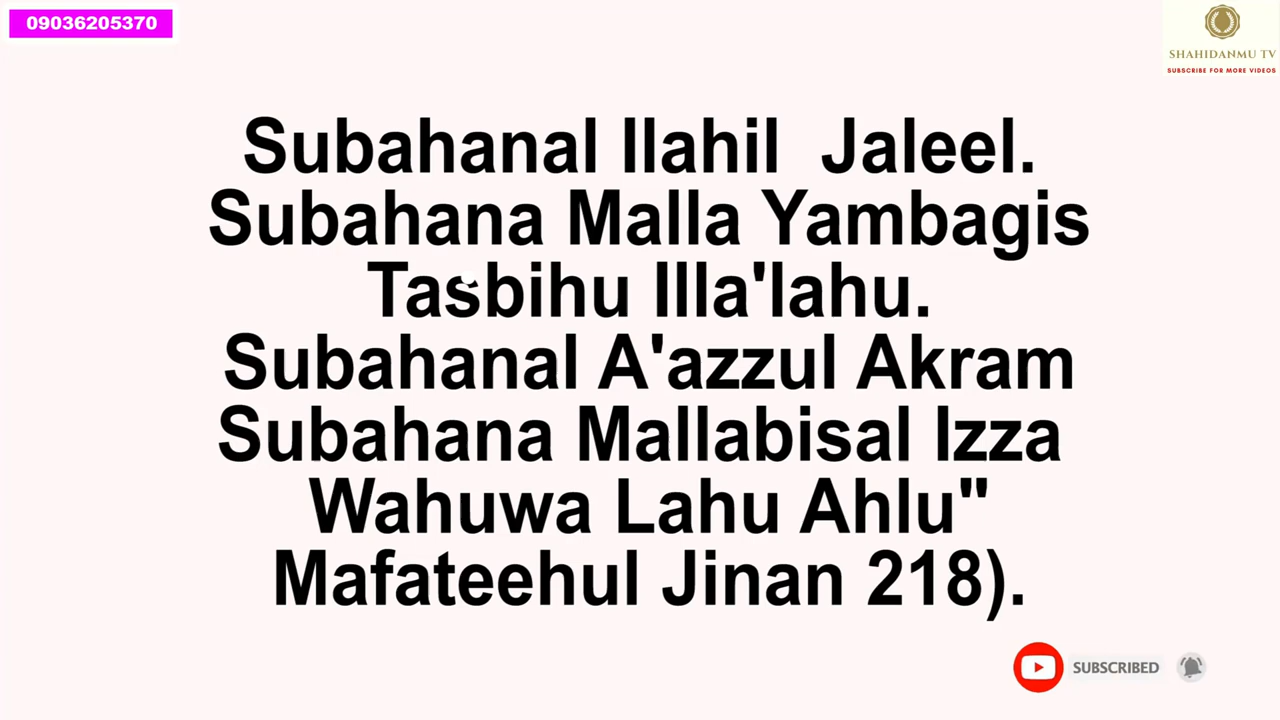 09036205370
SHAHIDANMU TV
SUBSCRIBE FOR MORE VIDEOS
Subahanal Ilahil Jaleel.
Subahana Malla Yambagis
Tasbihu Illa'lahu.
Subahanal A'azzul Akram
Subahana Mallabisal Izza
Wahuwa Lahu Ahlu"
Mafateehul Jinan 218).
SUBSCRIBED